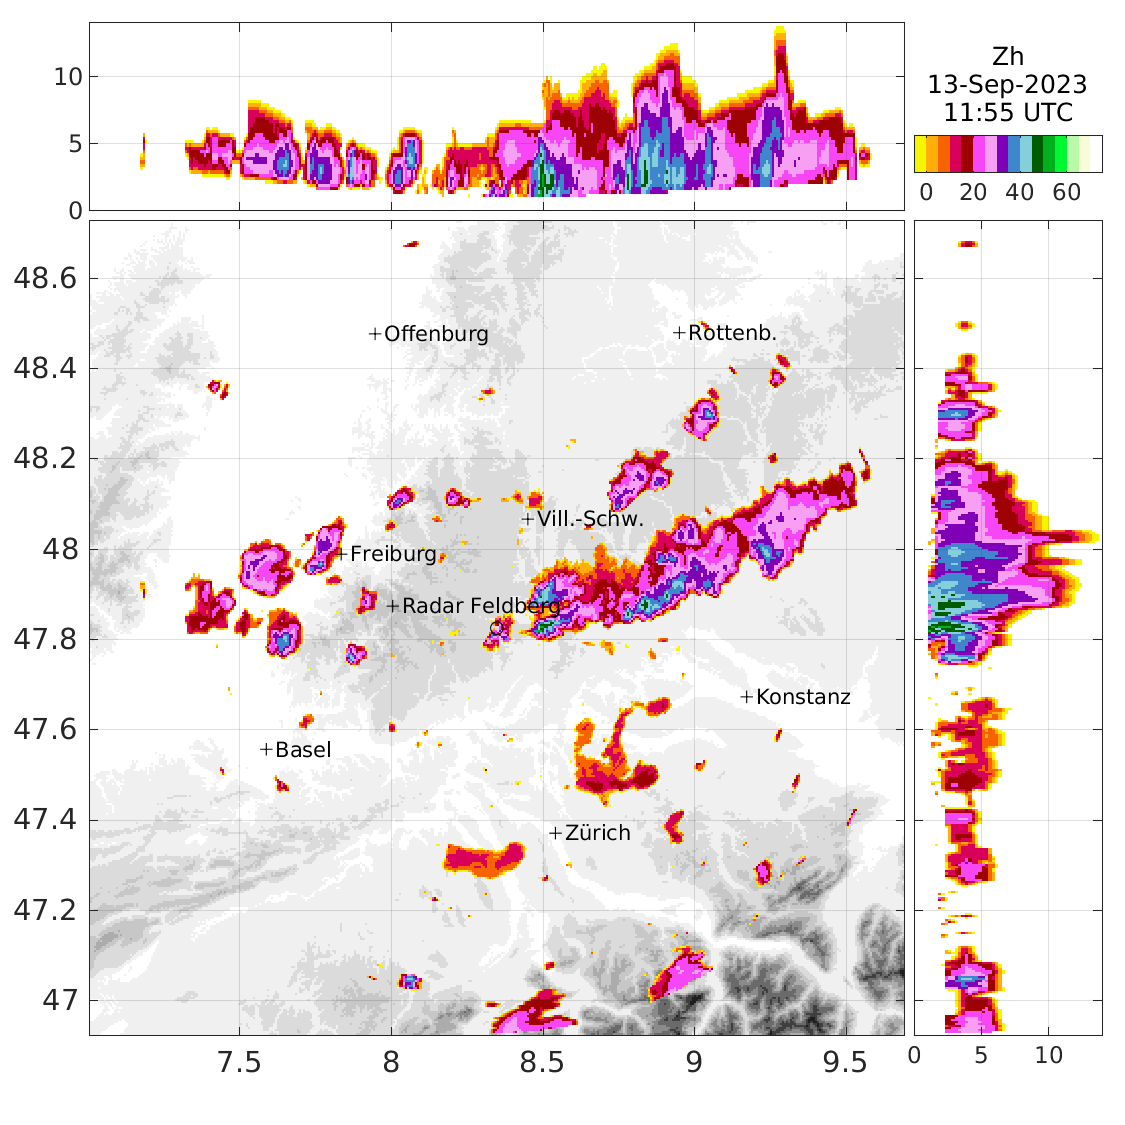 10
5
0
Zh
13-Sep-2023
11:55 UTC
0 20 40 60
48.6
48.4
48.2
48
47.8
47.6
47.4
47.2
47
+Offenburg
+Rottenb.
+Vill.-Schw.
+Freiburg
+Radar Feldberg
+Konstanz
+Basel
+Zürich
7.5 8 8.5 9 9.5
0 5 10